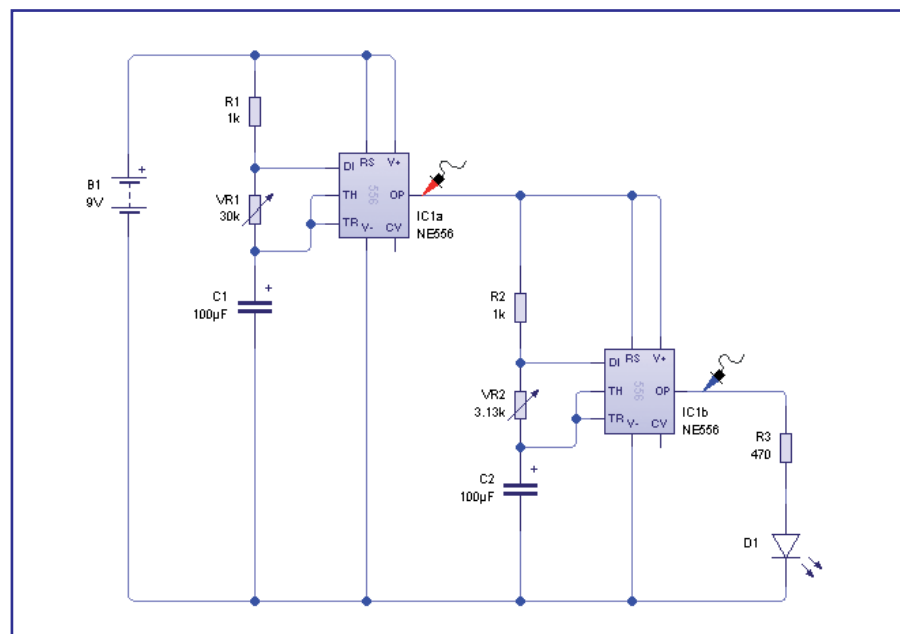 R1
1k
B1
9V
VR1
30k
C1
100µF
DI
RS
V+
TH
556
OP
TR
V-
CV
IC1a
NE556
R2
1k
VR2
3.13k
C2
100µF
DI
RS
V+
TH
556
OP
TR
V-
CV
IC1b
NE556
R3
470
D1
+
+
+